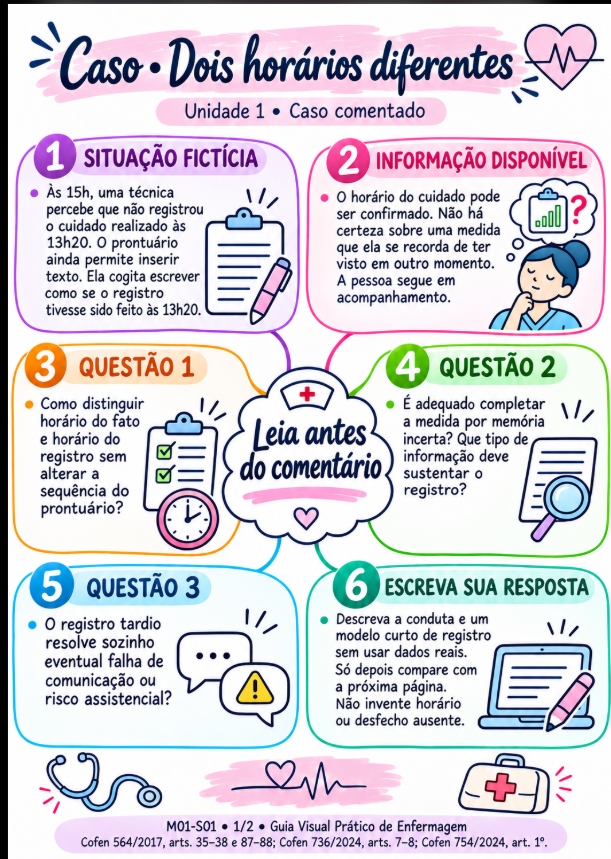 Caso • Dois horários diferentes
Unidade 1 • Caso comentado
1 SITUAÇÃO FICTÍCIA
• Às 15h, uma técnica
percebe que não registrou
o cuidado realizado às
13h20. O prontuário
ainda permite inserir
texto. Ela cogita escrever
como se o registro
tivesse sido feito às 13h20.
2 INFORMAÇÃO DISPONÍVEL
• O horário do cuidado pode
ser confirmado. Não há
certeza sobre uma medida
que ela se recorda de ter
visto em outro momento.
A pessoa segue em
acompanhamento.
?
3 QUESTÃO 1
• Como distinguir
horário do fato
e horário do
registro sem
alterar a
sequência do
prontuário?
4 QUESTÃO 2
• É adequado completar
a medida por memória
incerta? Que tipo de
informação deve
sustentar o
registro?
Leia antes
do comentário
5 QUESTÃO 3
• O registro tardio
resolve sozinho
eventual falha de
comunicação ou
risco assistencial?
6 ESCREVA SUA RESPOSTA
• Descreva a conduta e um
modelo curto de registro
sem usar dados reais.
Só depois compare com
a próxima página.
Não invente horário
ou desfecho ausente.
M01-S01 • 1/2 • Guia Visual Prático de Enfermagem
Cofen 564/2017, arts. 35–38 e 87–88; Cofen 736/2024, arts. 7–8; Cofen 754/2024, art. 1º.